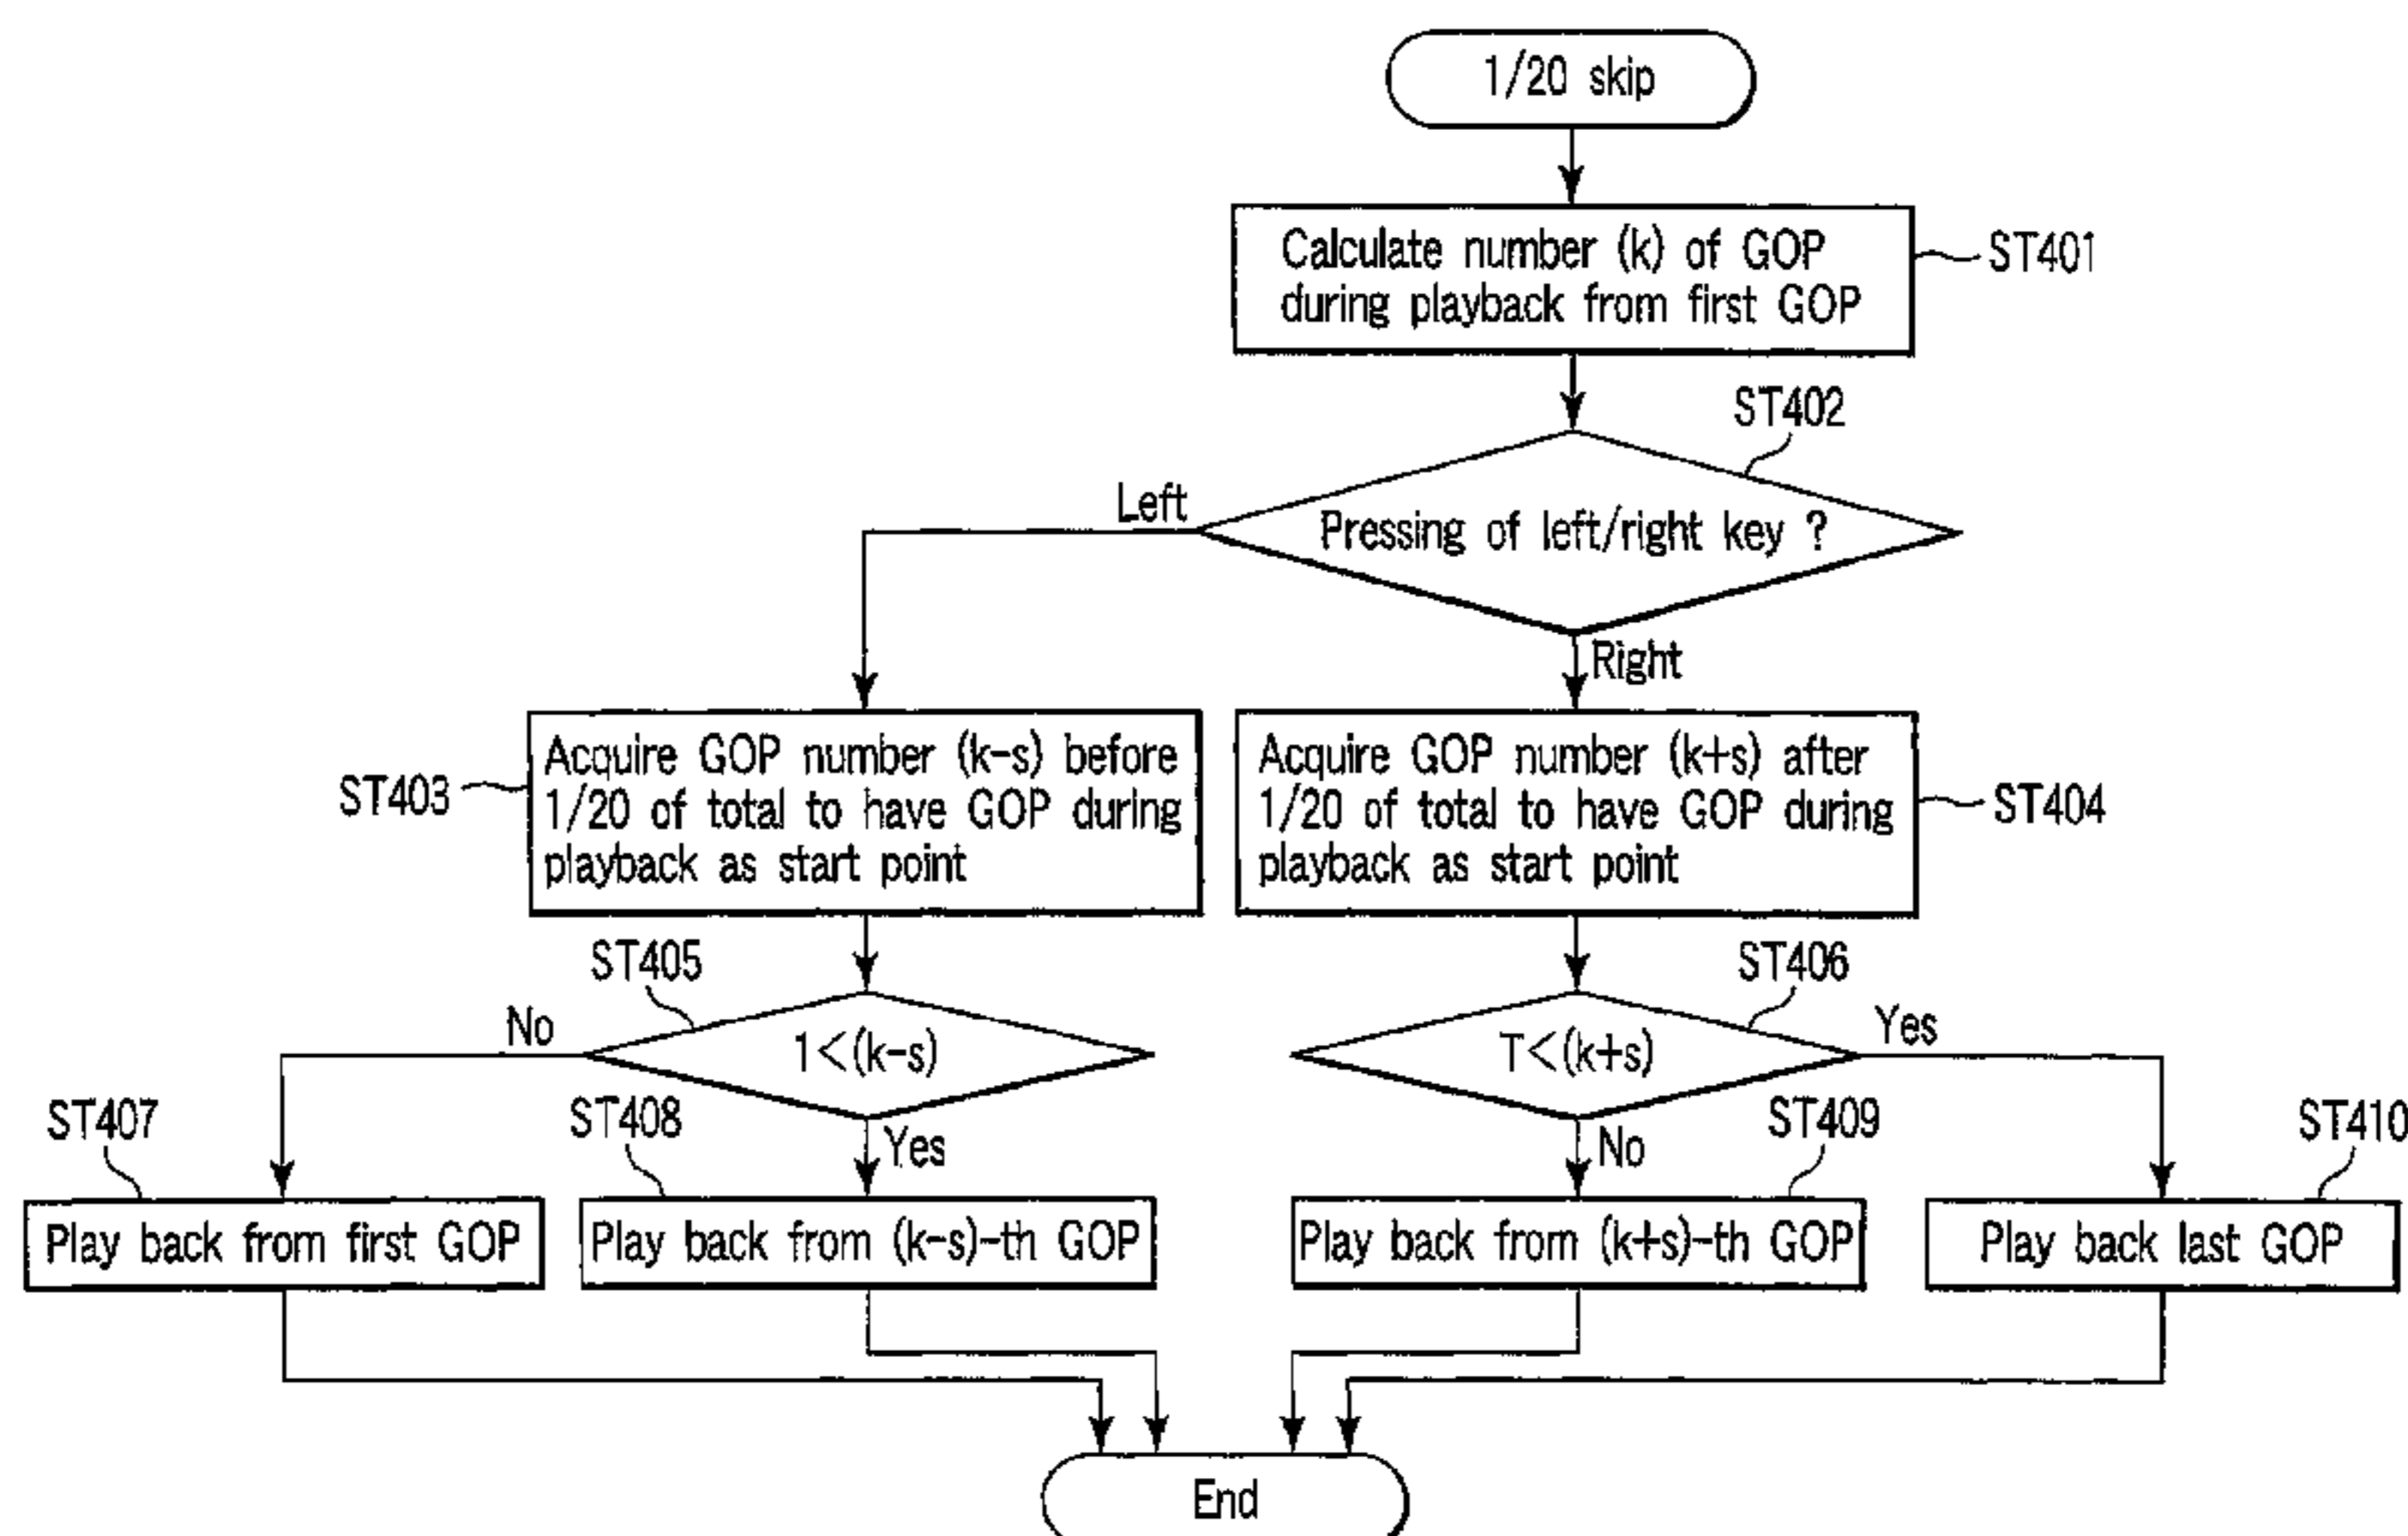 1/20 skip
Calculate number (k) of GOP
during playback from first GOP
ST401
ST402
Pressing of left/right key ?
Left
Right
ST403
Acquire GOP number (k-s) before
1/20 of total to have GOP during
playback as start point
Acquire GOP number (k+s) after
1/20 of total to have GOP during
playback as start point
ST404
ST405
1<(k-s)
No
Yes
ST406
T<(k+s)
Yes
No
ST407
Play back from first GOP
ST408
Play back from (k-s)-th GOP
ST409
Play back from (k+s)-th GOP
ST410
Play back last GOP
End